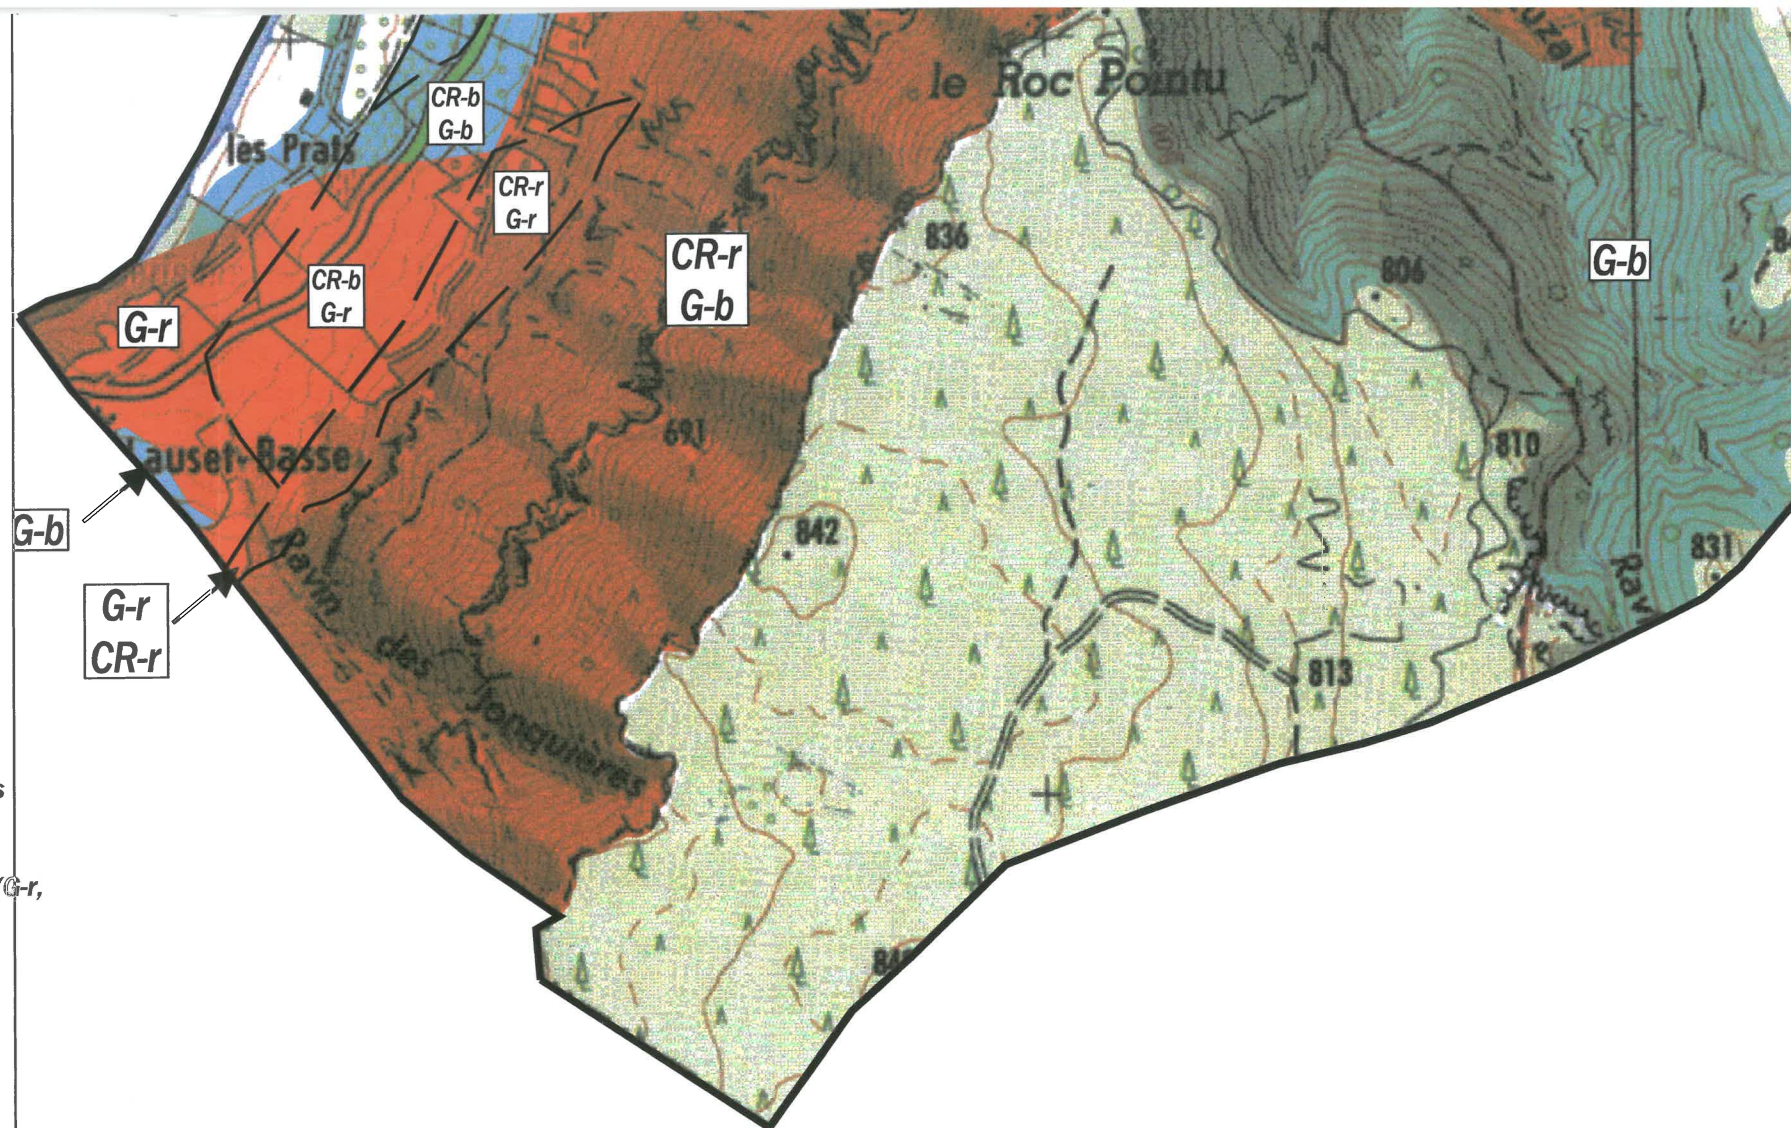 CR-b
G-b
le Roc Pointu
les Prats
CR-r
G-r
836
CR-r
G-b
G-b
806
CR-b
G-r
G-r
691
810
Lauset-Basse
G-b
842
831
Ravin
des
Jonquières
G-r
CR-r
813
G-r,